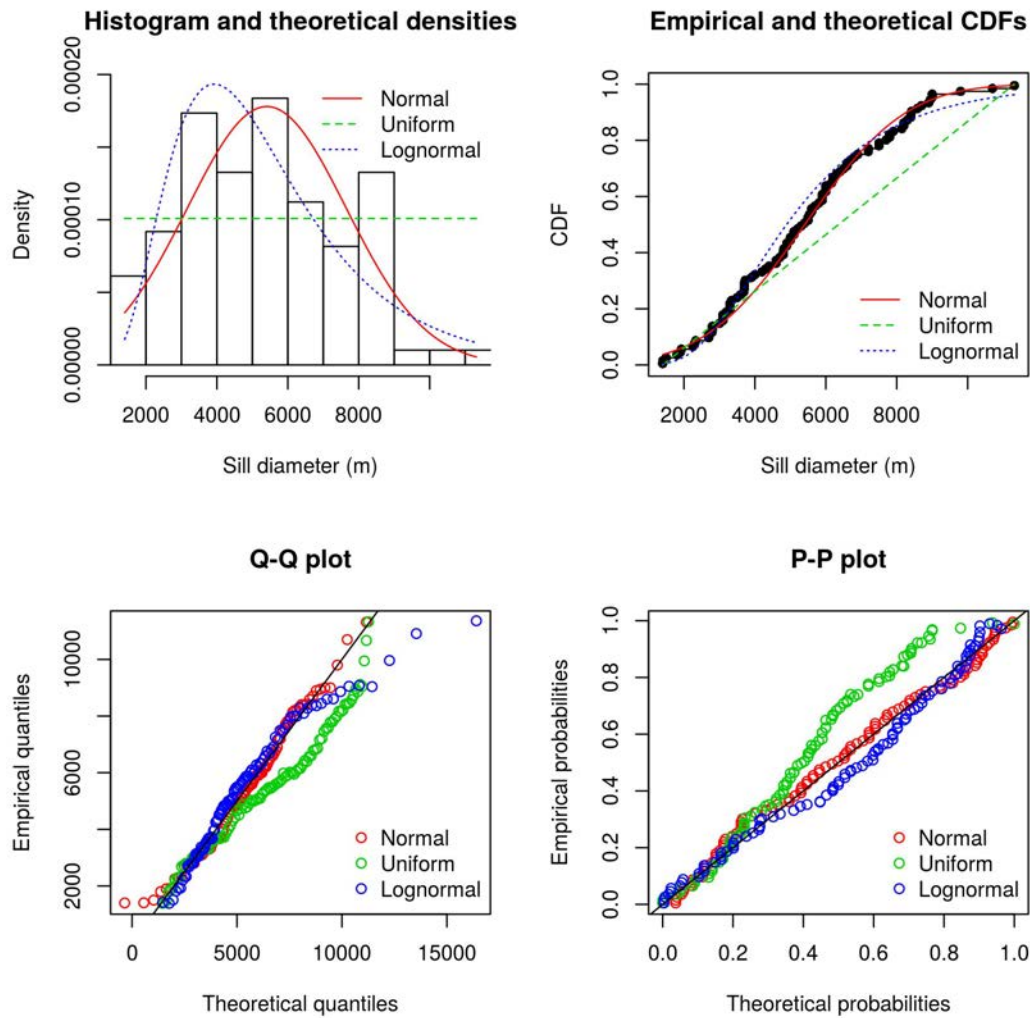 Histogram and theoretical densities
Density
0.00000
0.00010
0.00020
Normal
Uniform
Lognormal
2000 4000 6000 8000
Sill diameter (m)
Empirical and theoretical CDFs
CDF
0.0 0.2 0.4 0.6 0.8 1.0
Normal
Uniform
Lognormal
2000 4000 6000 8000
Sill diameter (m)
Q-Q plot
Empirical quantiles
2000 6000 10000
Normal
Uniform
Lognormal
0 5000 10000 15000
Theoretical quantiles
P-P plot
Empirical probabilities
0.0 0.2 0.4 0.6 0.8 1.0
Normal
Uniform
Lognormal
0.0 0.2 0.4 0.6 0.8 1.0
Theoretical probabilities